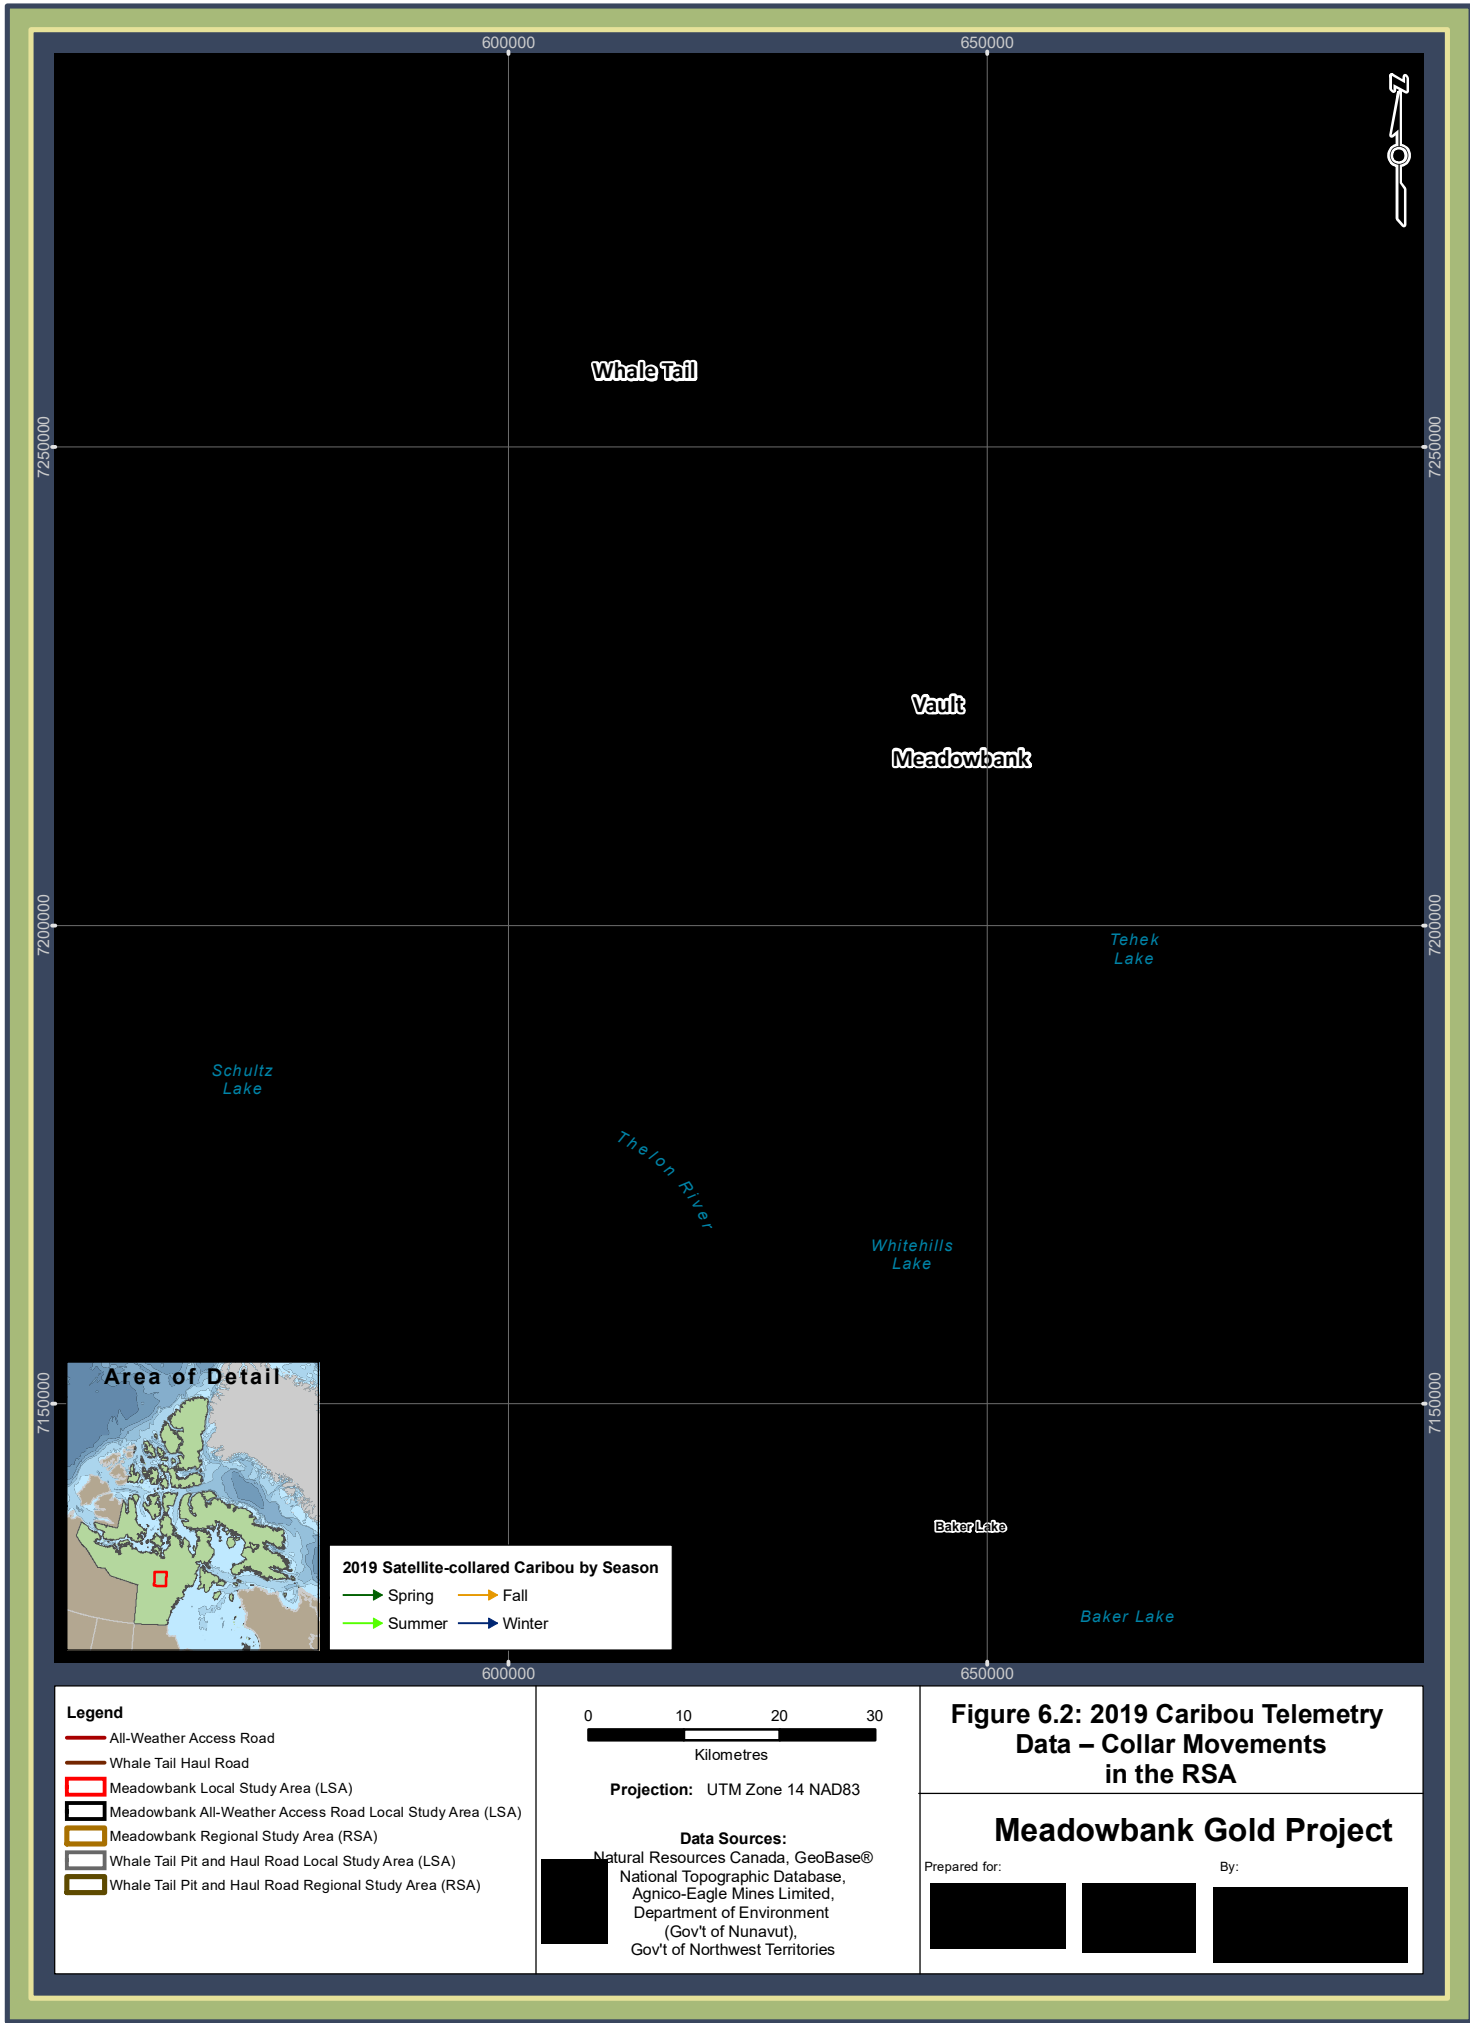 600000
650000
N
Whale Tail
7250000
7250000
Vault
Meadowbank
7200000
7200000
Tehek
Lake
Schultz
Lake
Thelon River
Whitehills
Lake
7150000
7150000
Area of Detail
Baker Lake
2019 Satellite-collared Caribou by Season
Spring
Fall
Summer
Winter
Baker Lake
600000
650000
Legend
All-Weather Access Road
Whale Tail Haul Road
Meadowbank Local Study Area (LSA)
Meadowbank All-Weather Access Road Local Study Area (LSA)
Meadowbank Regional Study Area (RSA)
Whale Tail Pit and Haul Road Local Study Area (LSA)
Whale Tail Pit and Haul Road Regional Study Area (RSA)
0 10 20 30
Kilometres
Projection: UTM Zone 14 NAD83
Data Sources:
Natural Resources Canada, GeoBase®
National Topographic Database,
Agnico-Eagle Mines Limited,
Department of Environment
(Gov't of Nunavut),
Gov't of Northwest Territories
Figure 6.2: 2019 Caribou Telemetry
Data – Collar Movements
in the RSA
Meadowbank Gold Project
Prepared for:
By: